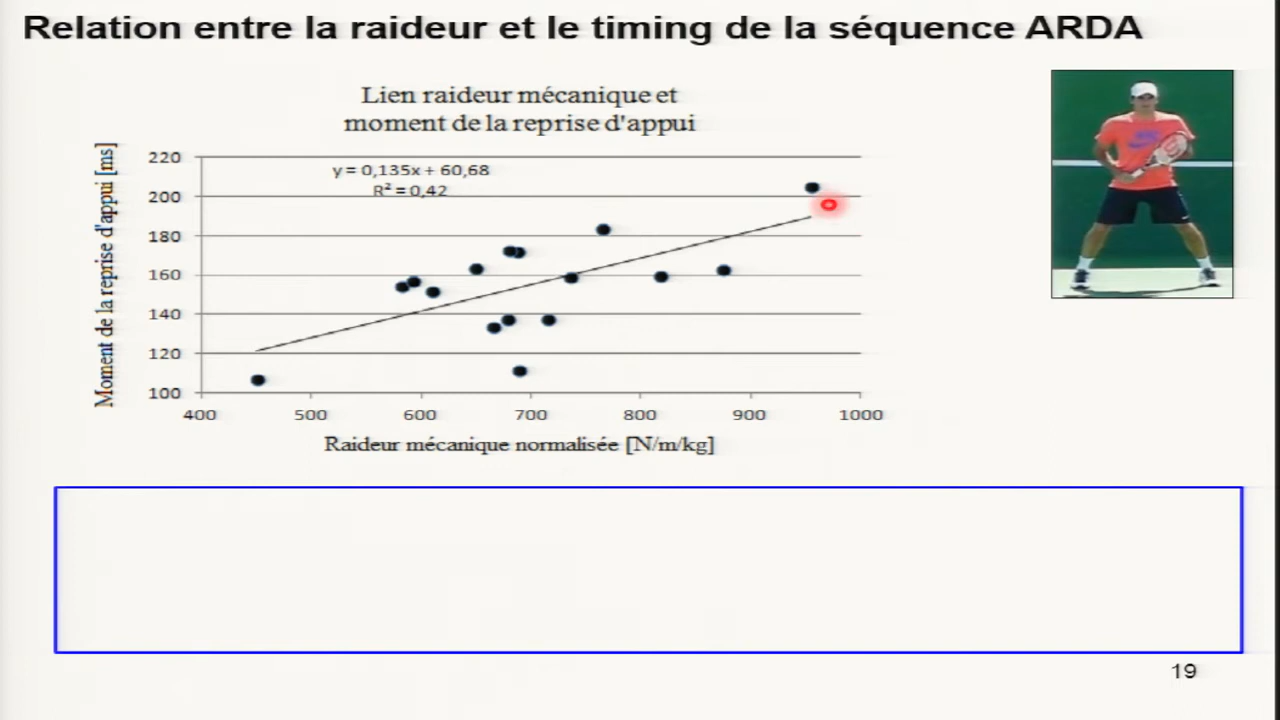 Relation entre la raideur et le timing de la séquence ARDA
Lien raideur mécanique et
moment de la reprise d'appui
y = 0,135x + 60,68
R² = 0,42
Moment de la reprise d'appui [ms]
220
200
180
160
140
120
100
400 500 600 700 800 900 1000
Raideur mécanique normalisée [N/m/kg]
19